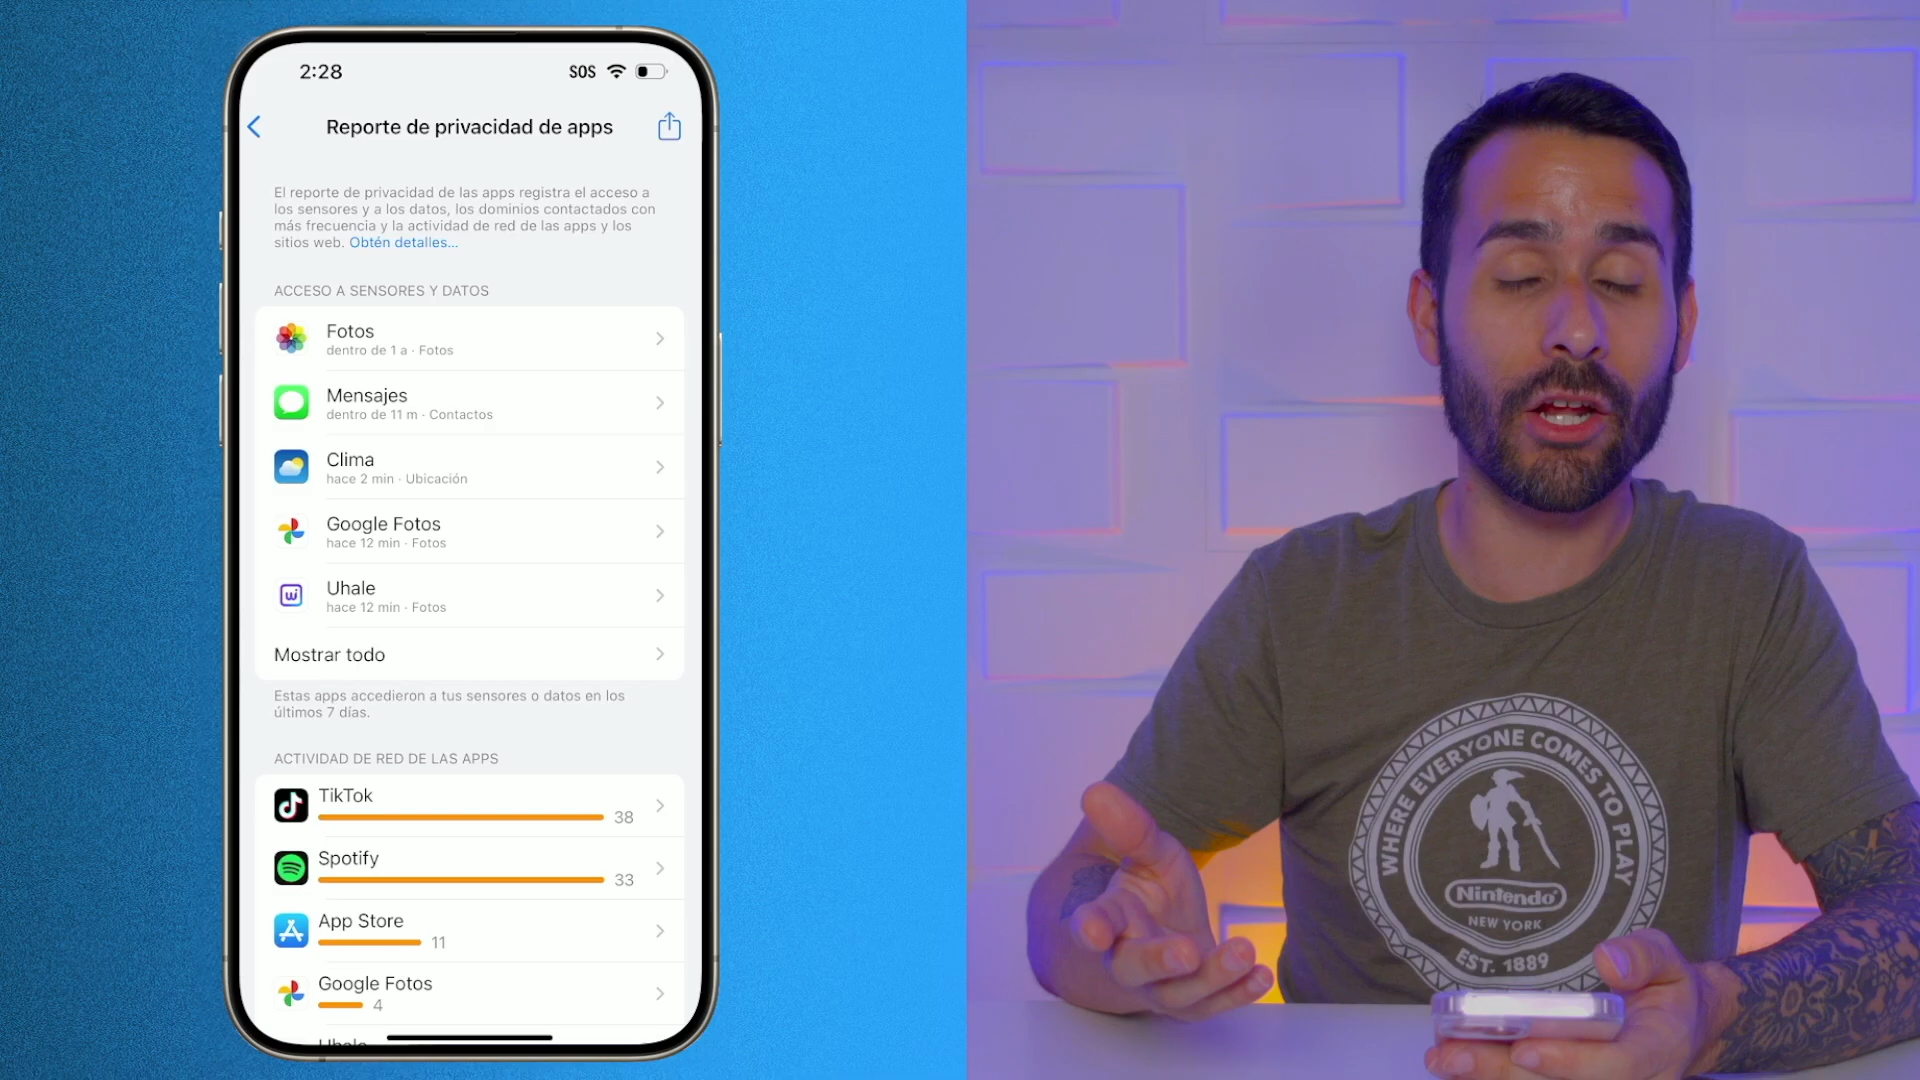 2:28
SOS
Reporte de privacidad de apps
El reporte de privacidad de las apps registra el acceso a
los sensores y a los datos, los dominios contactados con
más frecuencia y la actividad de red de las apps y los
sitios web. Obtén detalles...
ACCESO A SENSORES Y DATOS
Fotos
dentro de 1 a · Fotos
Mensajes
dentro de 11 m · Contactos
Clima
hace 2 min · Ubicación
Google Fotos
hace 12 min · Fotos
Uhale
hace 12 min · Fotos
Mostrar todo
Estas apps accedieron a tus sensores o datos en los
últimos 7 días.
ACTIVIDAD DE RED DE LAS APPS
TikTok
38
Spotify
33
App Store
11
Google Fotos
4
Uhale
WHERE EVERYONE COMES TO PLAY
Nintendo
NEW YORK
EST. 1889